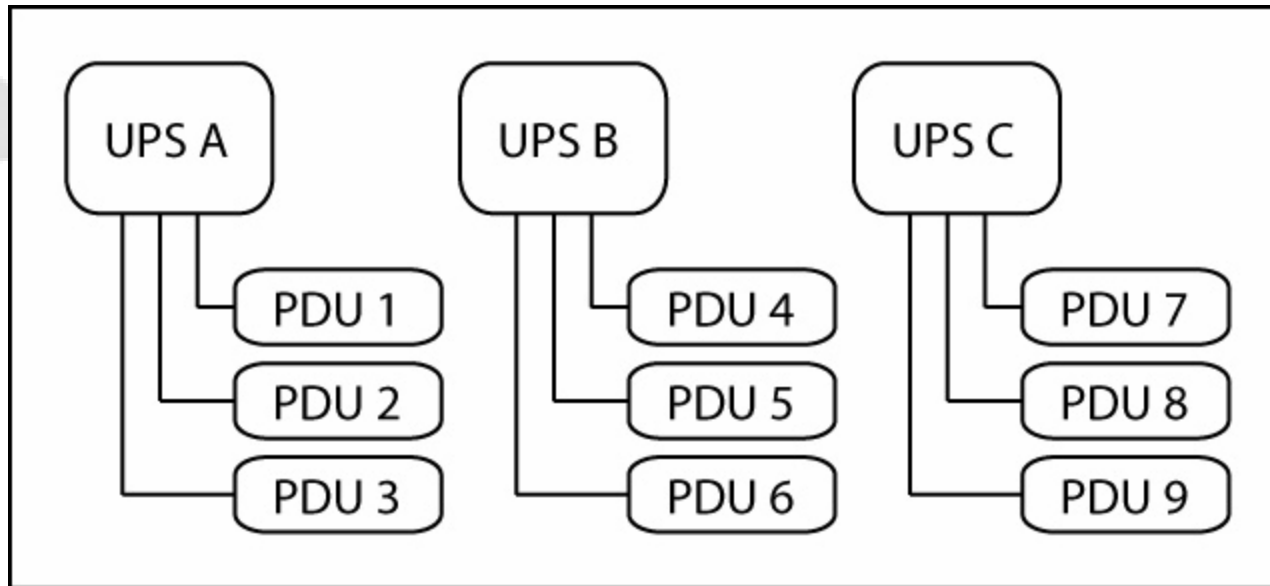 UPS A
UPS B
UPS C
PDU 1
PDU 4
PDU 7
PDU 2
PDU 5
PDU 8
PDU 3
PDU 6
PDU 9